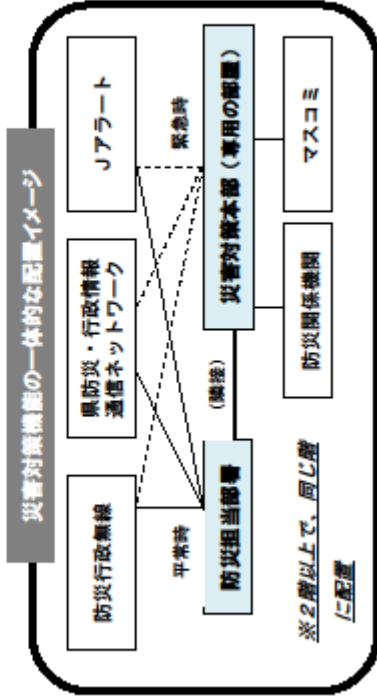 災害対策機能の一体的な配置イメージ
防災行政無線
県防災・行政情報
通信ネットワーク
Ｊアラート
平常時
緊急時
防災担当部署
（隣接）
災害対策本部（専用の部屋）
※２階以上で、同じ階
に配置
防災関係機関
マスコミ